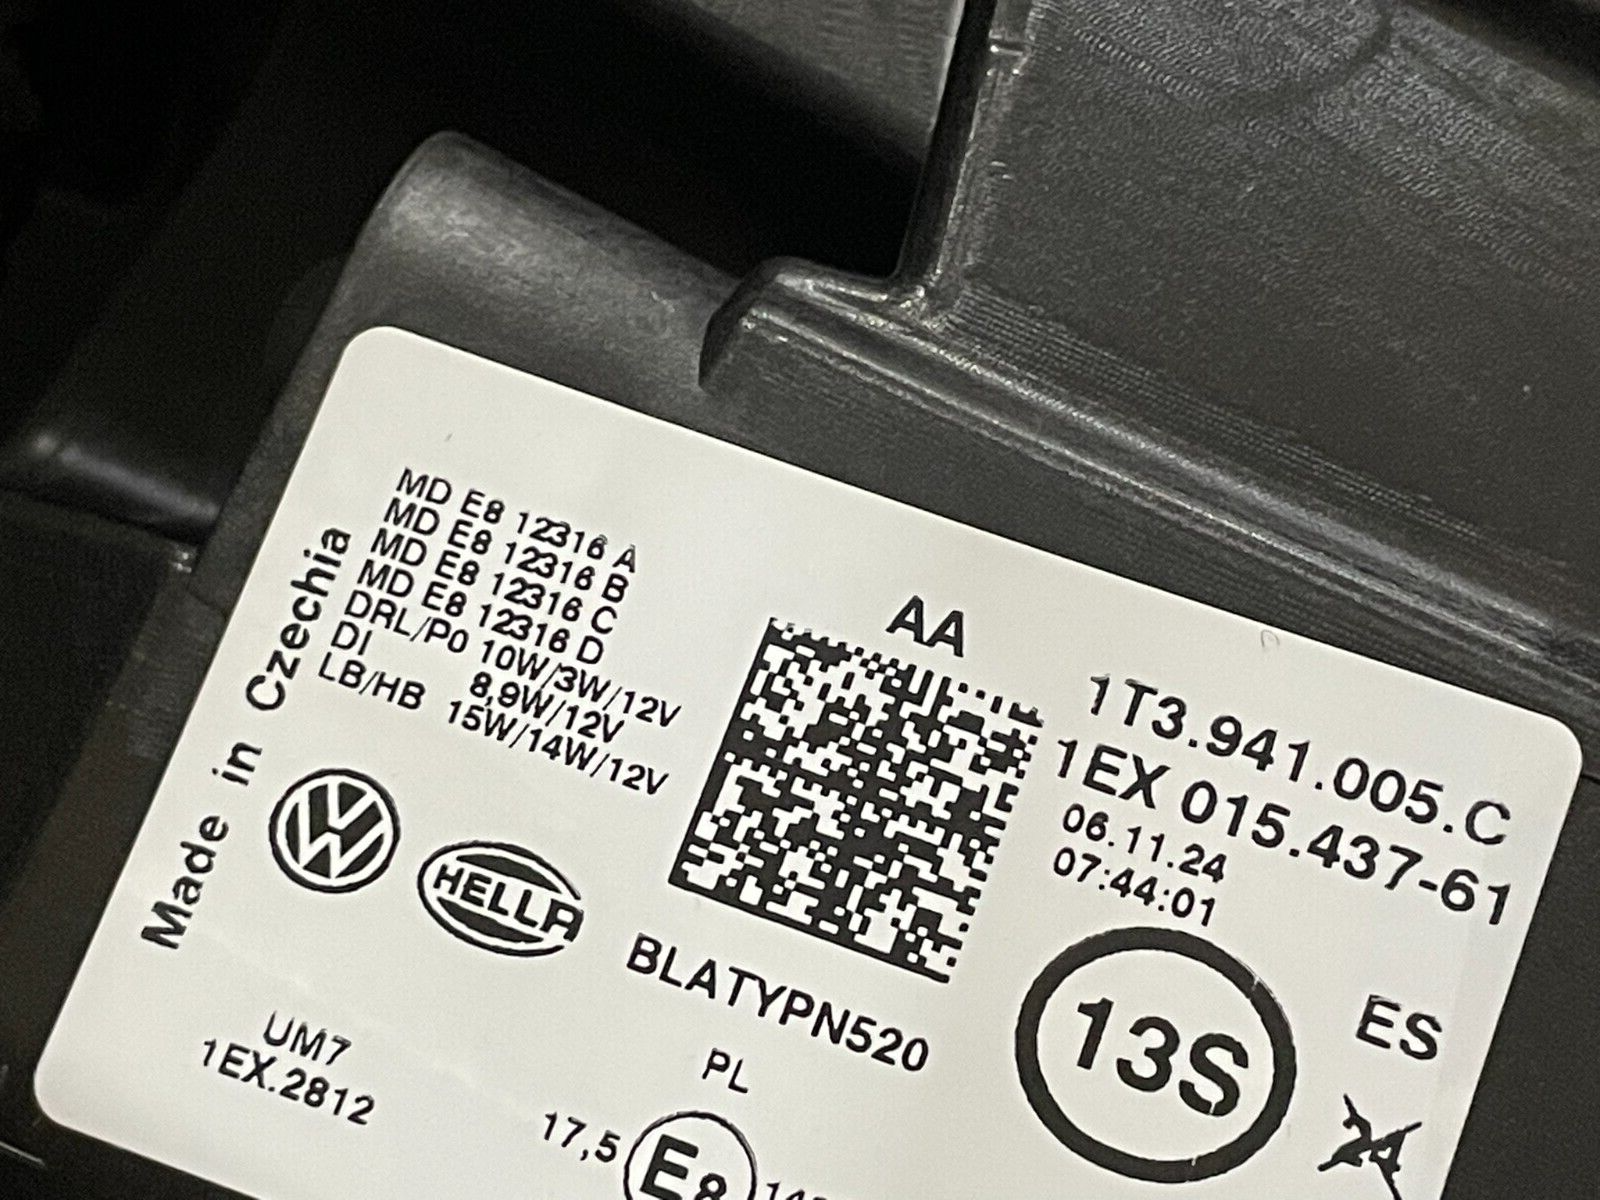 MD E8 12316 A
MD E8 12316 B
MD E8 12316 C
MD E8 12316 D
DRL/P0 10W/3W/12V
DI 8,9W/12V
LB/HB 15W/14W/12V
Made in Czechia
HELLA
UM7
1EX.2812
AA
1T3.941.005.C
1EX 015.437-61
06.11.24
07:44:01
BLATYPN520
13S
ES
24
PL
17,5
E8